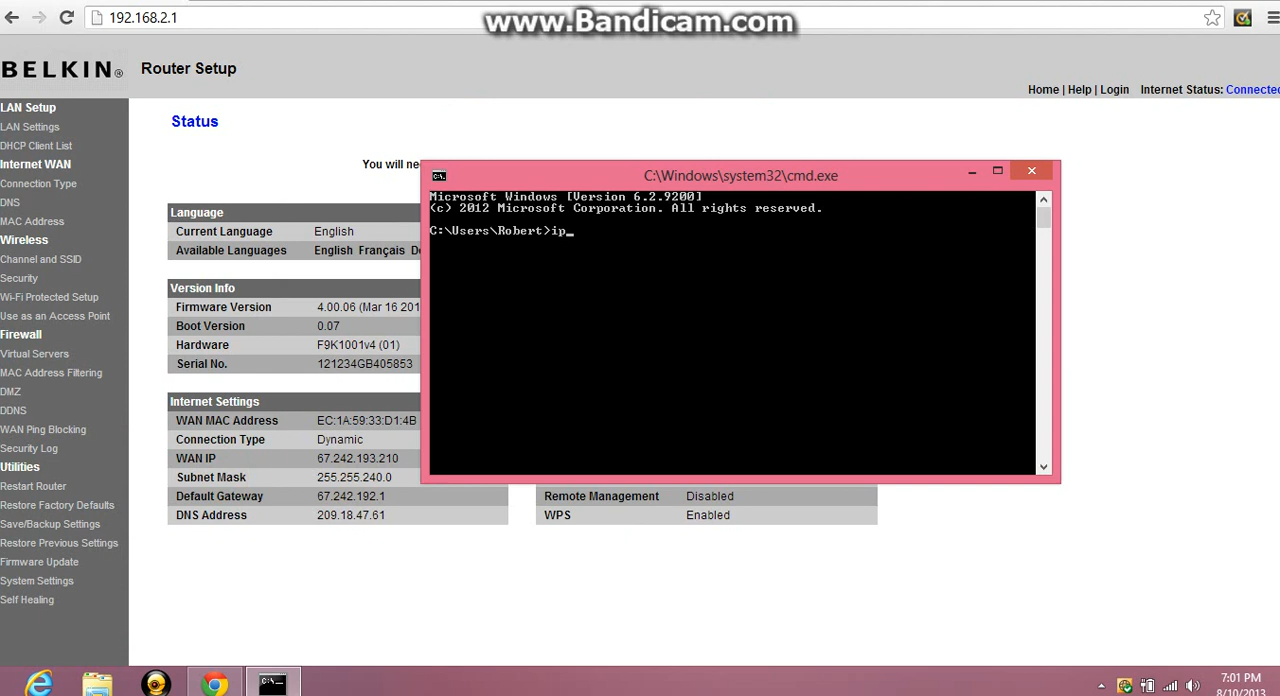 192.168.2.1
www.Bandicam.com
BELKIN®
Router Setup
Home | Help | Login Internet Status: Connected
LAN Setup
LAN Settings
DHCP Client List
Internet WAN
Connection Type
DNS
MAC Address
Wireless
Channel and SSID
Security
Wi-Fi Protected Setup
Use as an Access Point
Firewall
Virtual Servers
MAC Address Filtering
DMZ
DDNS
WAN Ping Blocking
Security Log
Utilities
Restart Router
Restore Factory Defaults
Save/Backup Settings
Restore Previous Settings
Firmware Update
System Settings
Self Healing
Status
You will ne
Language
Current Language English
Available Languages English Français D
Version Info
Firmware Version 4.00.06 (Mar 16 201
Boot Version 0.07
Hardware F9K1001v4 (01)
Serial No. 121234GB405853
Internet Settings
WAN MAC Address EC:1A:59:33:D1:4B
Connection Type Dynamic
WAN IP 67.242.193.210
Subnet Mask 255.255.240.0
Default Gateway 67.242.192.1
DNS Address 209.18.47.61
Remote Management Disabled
WPS Enabled
C:\Windows\system32\cmd.exe
Microsoft Windows [Version 6.2.9200]
(c) 2012 Microsoft Corporation. All rights reserved.
C:\Users\Robert>ip_
7:01 PM
8/10/2013